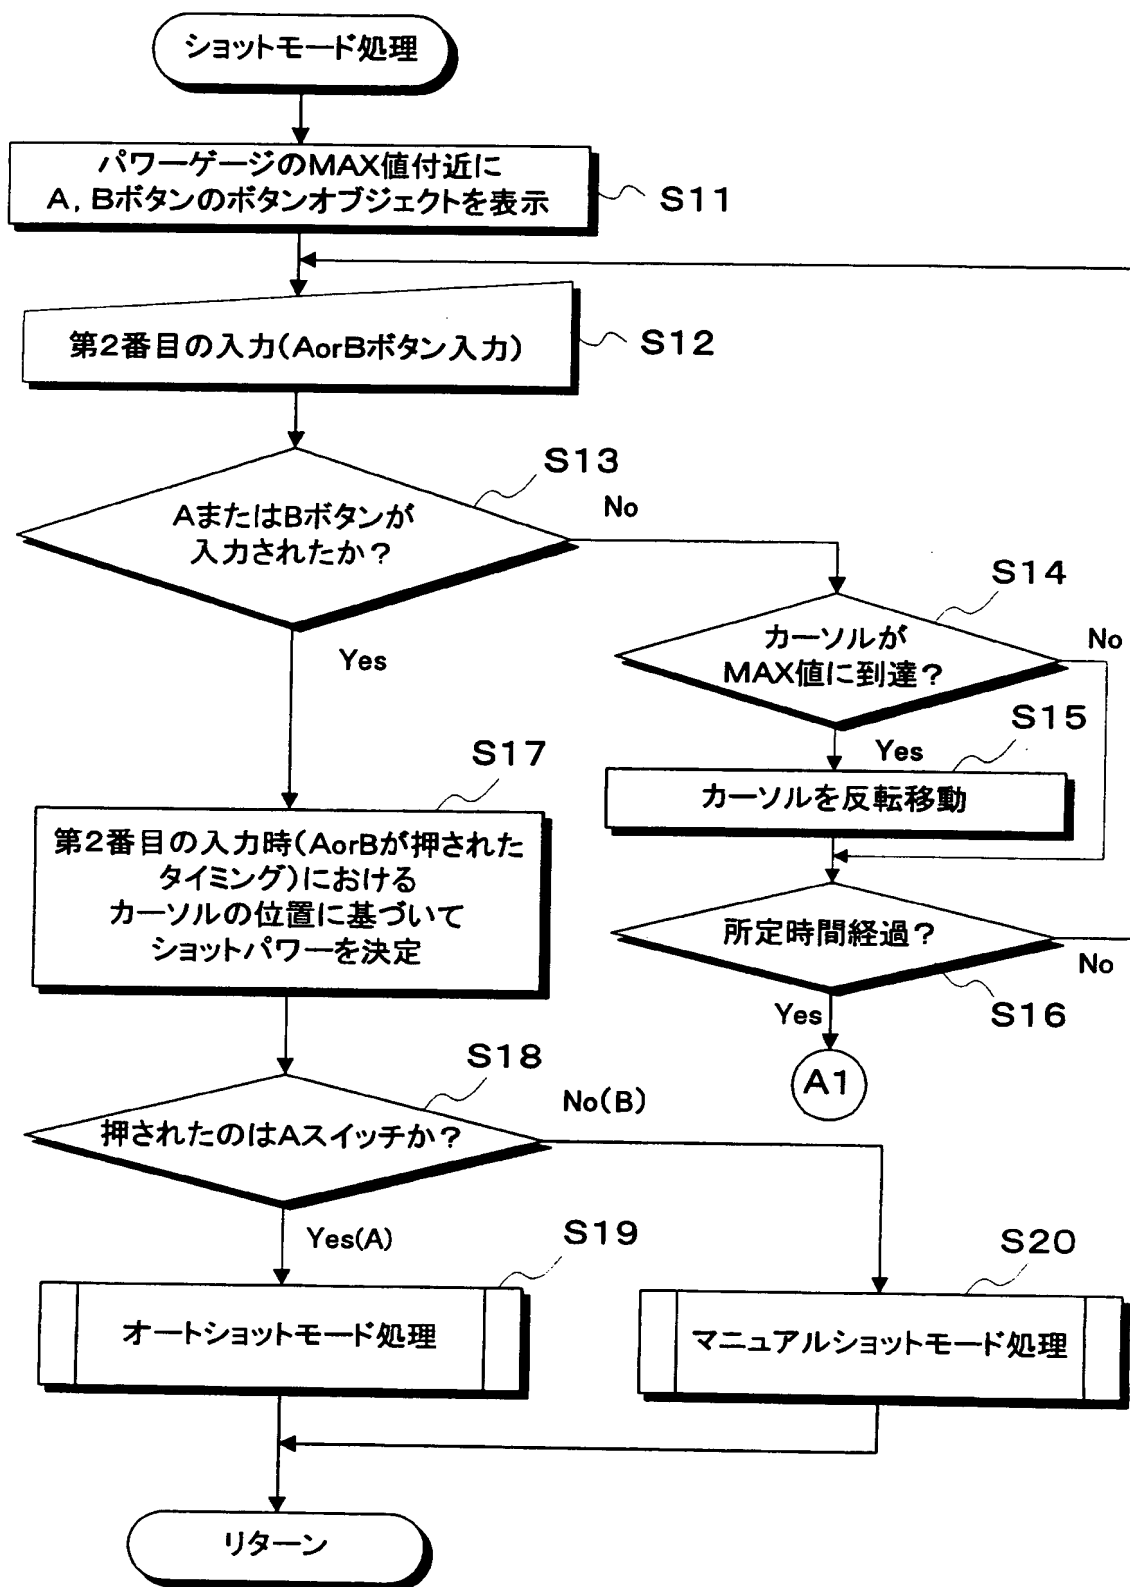 ショットモード処理
パワーゲージのMAX値付近に
A，Bボタンのボタンオブジェクトを表示
S11
第2番目の入力(AorBボタン入力)
S12
S13
AまたはBボタンが
入力されたか？
No
Yes
S14
カーソルが
MAX値に到達？
No
Yes
S15
カーソルを反転移動
所定時間経過？
No
S16
Yes
A1
S17
第2番目の入力時(AorBが押された
タイミング)における
カーソルの位置に基づいて
ショットパワーを決定
S18
押されたのはAスイッチか？
No(B)
Yes(A)
S19
オートショットモード処理
S20
マニュアルショットモード処理
リターン